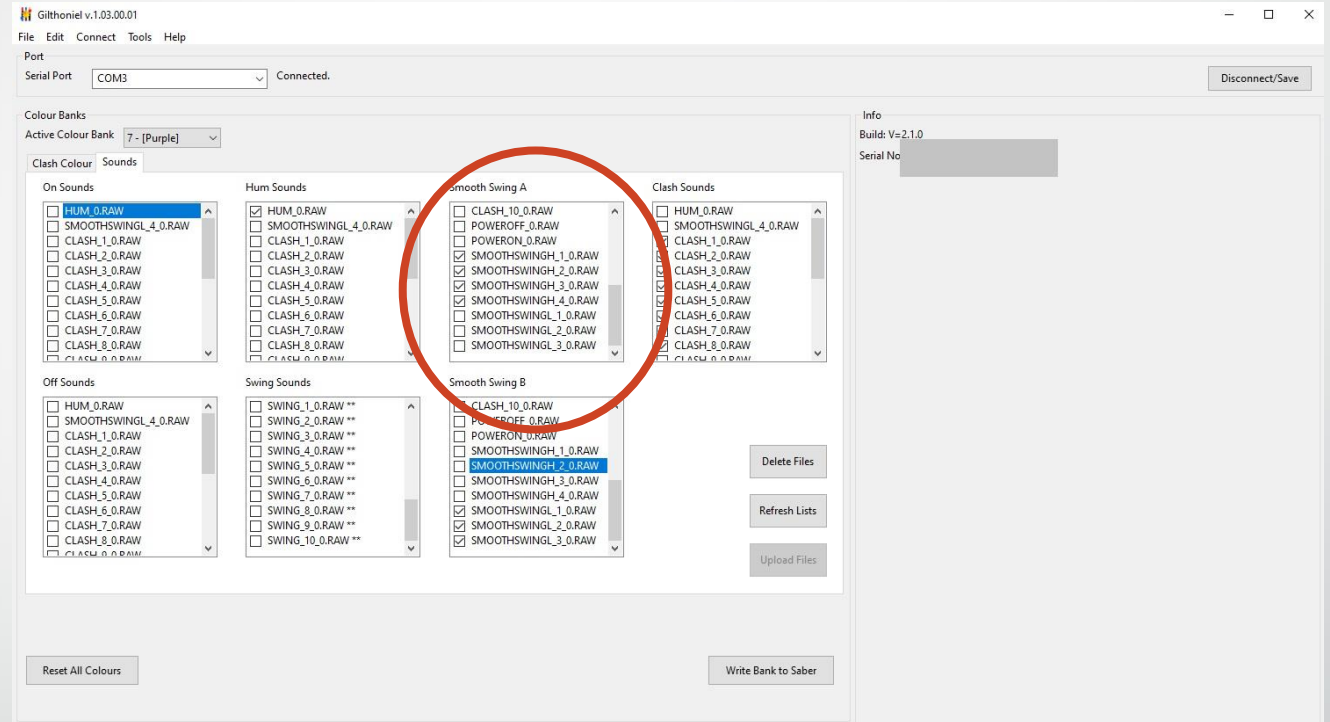 Gilthoniel v.1.03.00.01
File Edit Connect Tools Help
Port
Serial Port COM3 Connected.
Disconnect/Save
Colour Banks
Active Colour Bank 7 - [Purple]
Clash Colour Sounds
On Sounds
HUM_0.RAW
SMOOTHSWINGL_4_0.RAW
CLASH_1_0.RAW
CLASH_2_0.RAW
CLASH_3_0.RAW
CLASH_4_0.RAW
CLASH_5_0.RAW
CLASH_6_0.RAW
CLASH_7_0.RAW
CLASH_8_0.RAW
CLASH_9_0.RAW
Hum Sounds
HUM_0.RAW
SMOOTHSWINGL_4_0.RAW
CLASH_1_0.RAW
CLASH_2_0.RAW
CLASH_3_0.RAW
CLASH_4_0.RAW
CLASH_5_0.RAW
CLASH_6_0.RAW
CLASH_7_0.RAW
CLASH_8_0.RAW
CLASH_9_0.RAW
Smooth Swing A
CLASH_10_0.RAW
POWEROFF_0.RAW
POWERON_0.RAW
SMOOTHSWINGH_1_0.RAW
SMOOTHSWINGH_2_0.RAW
SMOOTHSWINGH_3_0.RAW
SMOOTHSWINGH_4_0.RAW
SMOOTHSWINGL_1_0.RAW
SMOOTHSWINGL_2_0.RAW
SMOOTHSWINGL_3_0.RAW
Clash Sounds
HUM_0.RAW
SMOOTHSWINGL_4_0.RAW
CLASH_1_0.RAW
CLASH_2_0.RAW
CLASH_3_0.RAW
CLASH_4_0.RAW
CLASH_5_0.RAW
CLASH_6_0.RAW
CLASH_7_0.RAW
CLASH_8_0.RAW
CLASH_9_0.RAW
Off Sounds
HUM_0.RAW
SMOOTHSWINGL_4_0.RAW
CLASH_1_0.RAW
CLASH_2_0.RAW
CLASH_3_0.RAW
CLASH_4_0.RAW
CLASH_5_0.RAW
CLASH_6_0.RAW
CLASH_7_0.RAW
CLASH_8_0.RAW
CLASH_9_0.RAW
Swing Sounds
SWING_1_0.RAW **
SWING_2_0.RAW **
SWING_3_0.RAW **
SWING_4_0.RAW **
SWING_5_0.RAW **
SWING_6_0.RAW **
SWING_7_0.RAW **
SWING_8_0.RAW **
SWING_9_0.RAW **
SWING_10_0.RAW **
Smooth Swing B
CLASH_10_0.RAW
POWEROFF_0.RAW
POWERON_0.RAW
SMOOTHSWINGH_1_0.RAW
SMOOTHSWINGH_2_0.RAW
SMOOTHSWINGH_3_0.RAW
SMOOTHSWINGH_4_0.RAW
SMOOTHSWINGL_1_0.RAW
SMOOTHSWINGL_2_0.RAW
SMOOTHSWINGL_3_0.RAW
Delete Files
Refresh Lists
Upload Files
Reset All Colours
Write Bank to Saber
Info
Build: V=2.1.0
Serial No